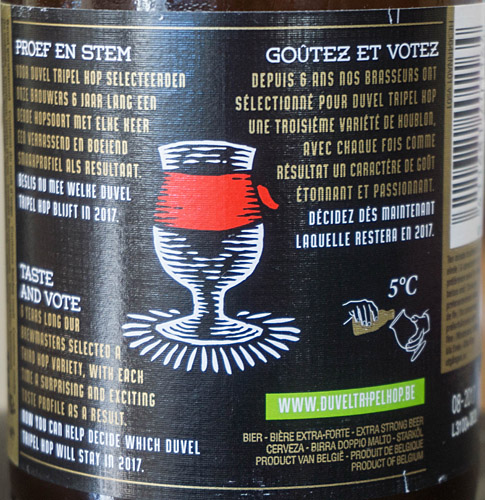 PROEF EN STEM
VOOR DUVEL TRIPEL HOP SELECTEERDEN
ONZE BROUWERS 6 JAAR LANG EEN
DERDE HOPSOORT MET ELKE KEER
EEN VERRASSEND EN BOEIEND
SMAAKPROFIEL ALS RESULTAAT.
BESLIS NU MEE WELKE DUVEL
TRIPEL HOP BLIJFT IN 2017.
TASTE
AND VOTE
6 YEARS LONG OUR
BREWMASTERS SELECTED A
THIRD HOP VARIETY, WITH EACH
TIME A SURPRISING AND EXCITING
TASTE PROFILE AS A RESULT.
NOW YOU CAN HELP DECIDE WHICH DUVEL
TRIPEL HOP WILL STAY IN 2017.
GOÛTEZ ET VOTEZ
DEPUIS 6 ANS NOS BRASSEURS ONT
SÉLECTIONNÉ POUR DUVEL TRIPEL HOP
UNE TROISIÈME VARIÉTÉ DE HOUBLON,
AVEC CHAQUE FOIS COMME
RÉSULTAT UN CARACTÈRE DE GOÛT
ÉTONNANT ET PASSIONANT.
DÉCIDEZ DÈS MAINTENANT
LAQUELLE RESTERA EN 2017.
5°C
WWW.DUVELTRIPELHOP.BE
BIER - BIÈRE EXTRA-FORTE - EXTRA STRONG BEER
CERVEZA - BIRRA DOPPIO MALTO - STARKÖL
PRODUCT VAN BELGIË - PRODUIT DE BELGIQUE
PRODUCT OF BELGIUM